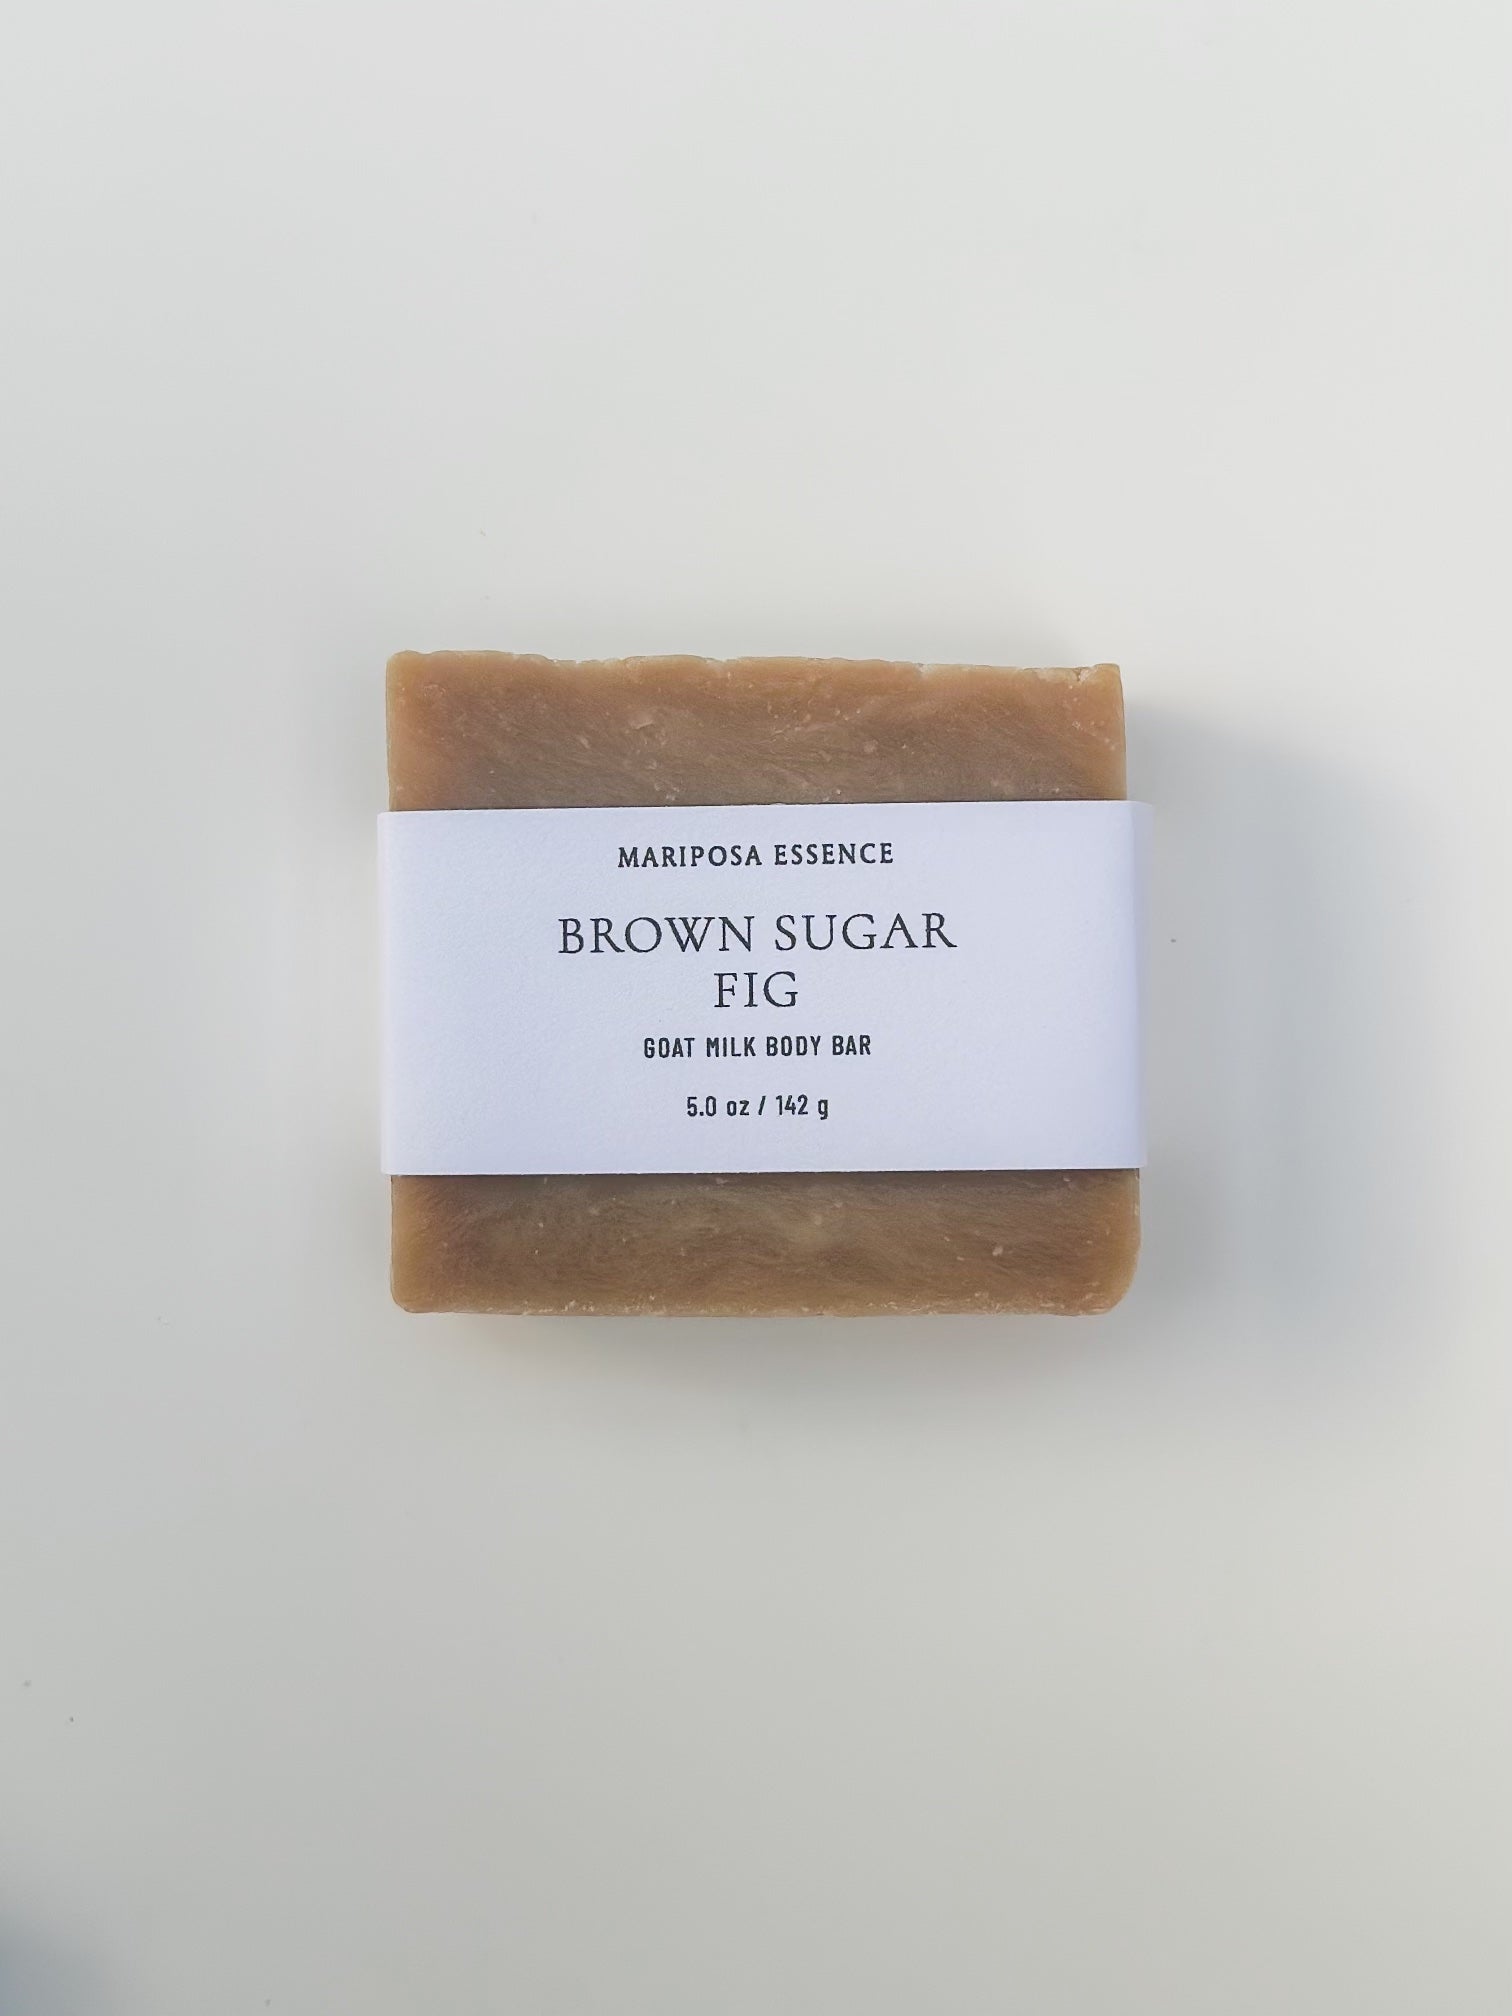 MARIPOSA ESSENCE
BROWN SUGAR
FIG
GOAT MILK BODY BAR
5.0 oz / 142 g